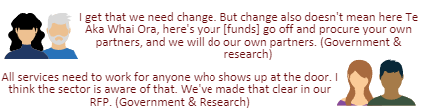 I get that we need change. But change also doesn't mean here Te
Aka Whai Ora, here's your [funds] go off and procure your own
partners, and we will do our own partners. (Government &
research)
All services need to work for anyone who shows up at the door. I
think the sector is aware of that. We've made that clear in our
RFP. (Government & Research)